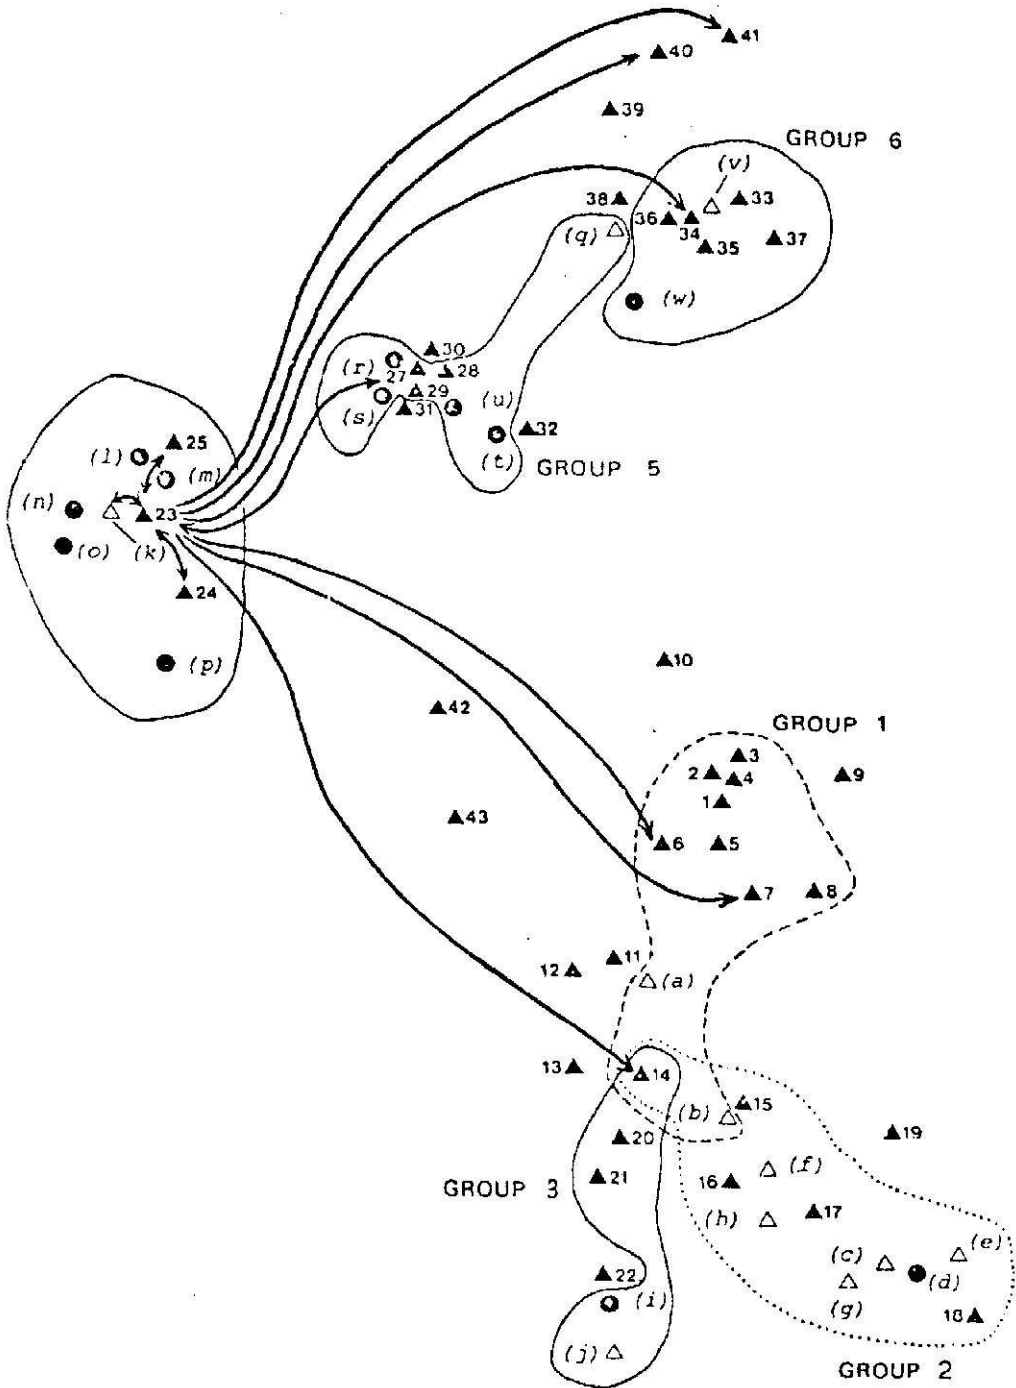 41
40
39
GROUP 6
(v)
38
33
36
34
(q)
35
37
(w)
30
(r)
27
28
29
(s)
31
(u)
32
(t)
GROUP 5
25
(l)
(m)
(n)
23
(o)
(k)
24
(p)
10
42
GROUP 1
3
2
4
9
1
43
6
5
7
8
11
12
(a)
13
14
15
(b)
19
20
(f)
16
21
GROUP 3
(h)
17
(e)
(c)
(d)
22
(g)
(i)
18
(j)
GROUP 2